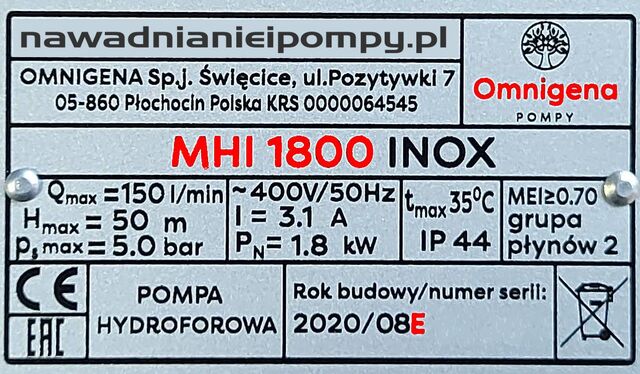 nawadnianieipompy.pl
OMNIGENA Sp.j. Święcice, ul.Pozytywki 7
05-860 Płochocin Polska KRS 0000064545
Omnigena
POMPY
MHI 1800 INOX
Qmax=150 l/min
Hmax= 50 m
ps max= 5.0 bar
~400V/50Hz
I = 3.1 A
PN= 1.8 kW
tmax 35°C
IP 44
MEI≥0.70
grupa
płynów 2
CE
EAC
POMPA
HYDROFOROWA
Rok budowy/numer serii:
2020/08E